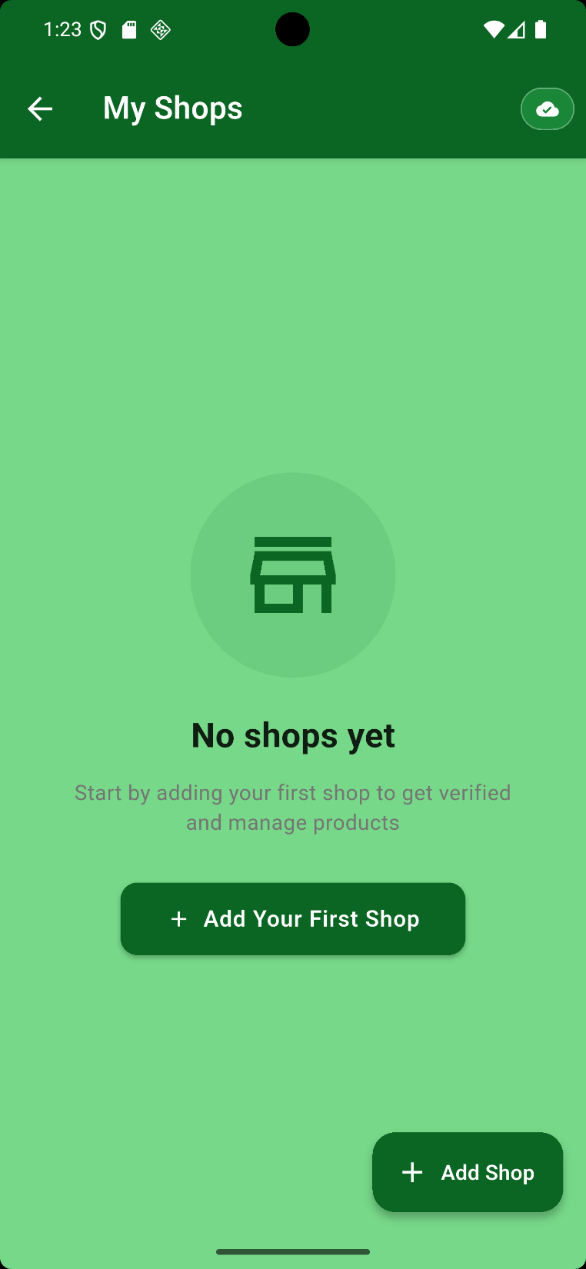 1:23
My Shops
No shops yet
Start by adding your first shop to get verified
and manage products
+ Add Your First Shop
+ Add Shop